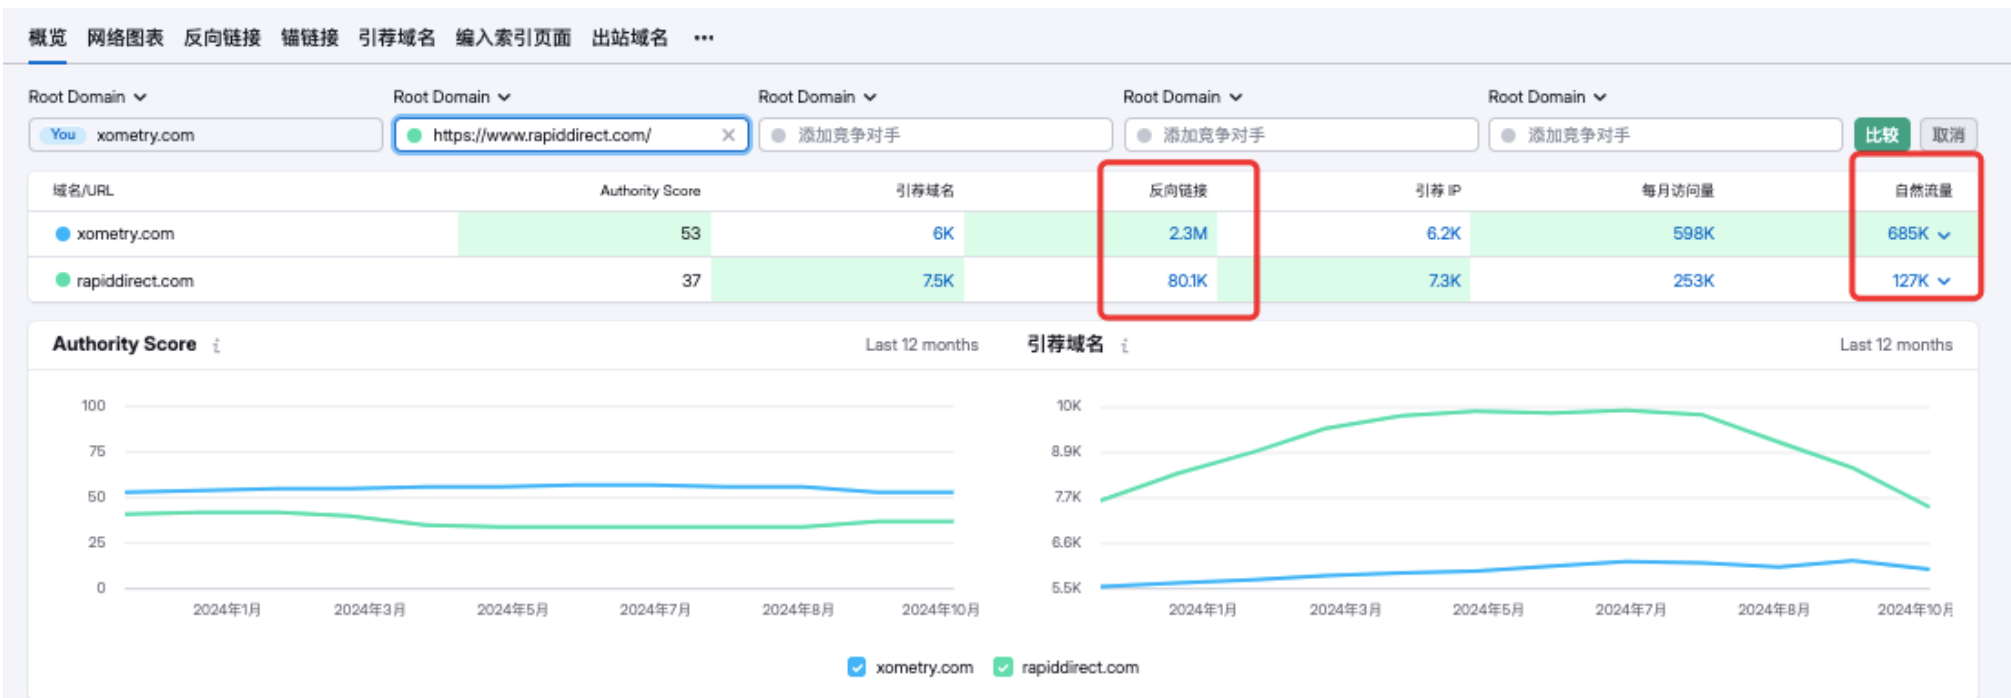 概览 网络图表 反向链接 锚链接 引荐域名 编入索引页面 出站域名 •••
Root Domain Root Domain Root Domain Root Domain Root Domain
You xometry.com https://www.rapiddirect.com/ 添加竞争对手 添加竞争对手 添加竞争对手 比较 取消
域名/URL Authority Score 引荐域名 反向链接 引荐 IP 每月访问量 自然流量
xometry.com 53 6K 2.3M 6.2K 598K 685K
rapiddirect.com 37 7.5K 80.1K 7.3K 253K 127K
Authority Score i Last 12 months 引荐域名 i Last 12 months
100 10K
75 8.9K
50 7.7K
25 6.6K
0 5.5K
2024年1月 2024年3月 2024年5月 2024年7月 2024年8月 2024年10月 2024年1月 2024年3月 2024年5月 2024年7月 2024年8月 2024年10月
xometry.com rapiddirect.com